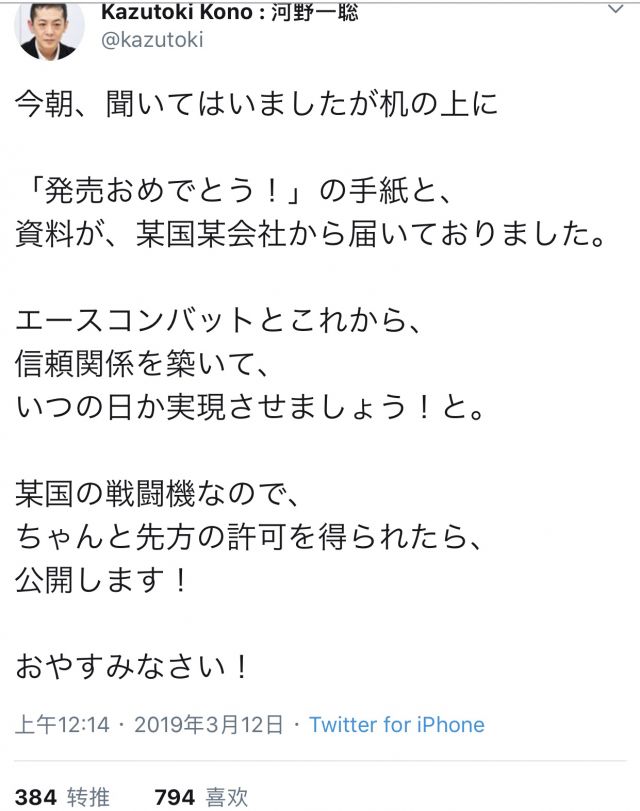 Kazutoki Kono : 河野一聡
@kazutoki
今朝、聞いてはいましたが机の上に
「発売おめでとう！」の手紙と、
資料が、某国某会社から届いておりました。
エースコンバットとこれから、
信頼関係を築いて、
いつの日か実現させましょう！と。
某国の戦闘機なので、
ちゃんと先方の許可を得られたら、
公開します！
おやすみなさい！
上午12:14 · 2019年3月12日 · Twitter for iPhone
384 转推 794 喜欢